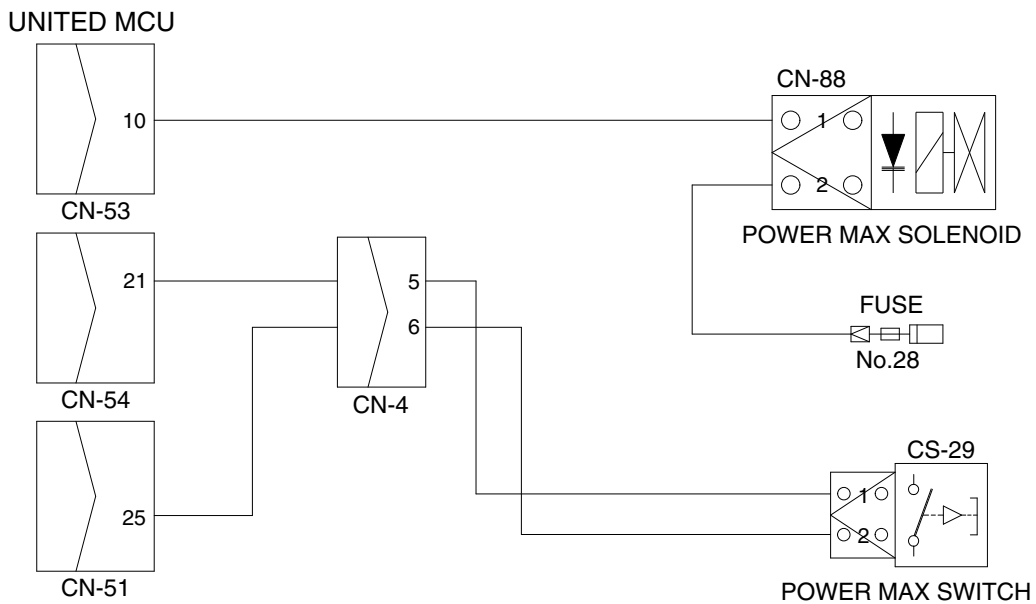 UNITED MCU
10
CN-53
CN-88
1
2
POWER MAX SOLENOID
21
CN-54
5
6
CN-4
FUSE
No.28
25
CN-51
CS-29
1
2
POWER MAX SWITCH